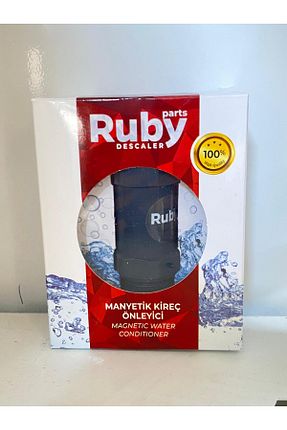 parts
Ruby
DESCALER
100%
Ruby
MANYETİK KİREÇ
ÖNLEYİCİ
MAGNETIC WATER
CONDITIONER